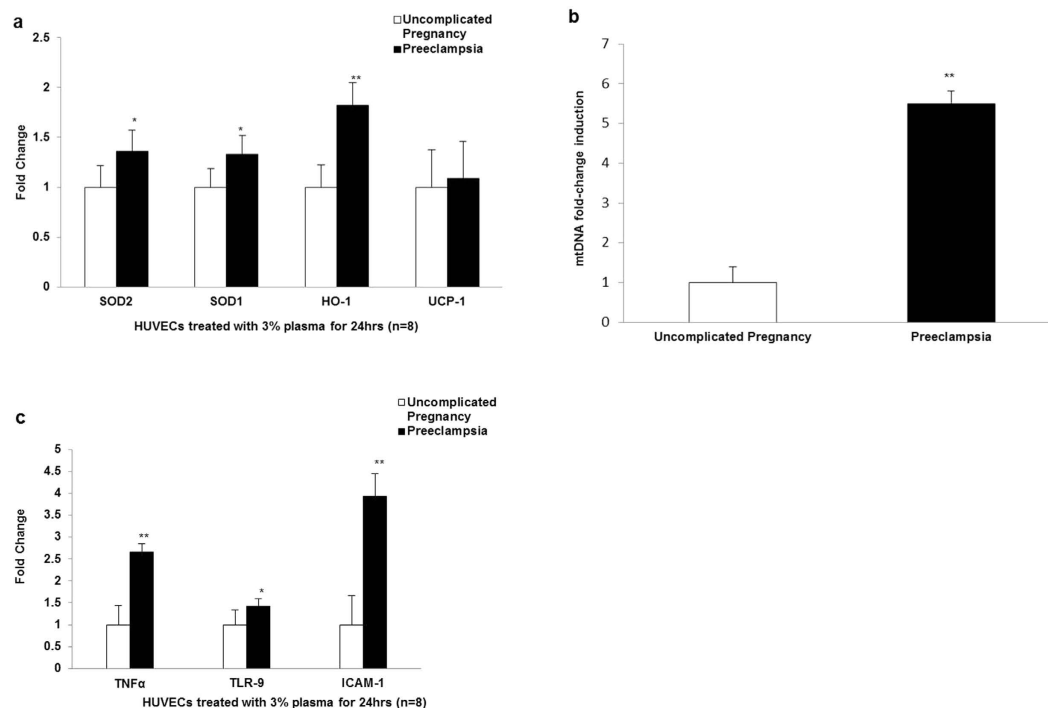 a
Uncomplicated
Pregnancy
Preeclampsia
2.5
2
1.5
1
0.5
0
Fold Change
*
*
**
SOD2 SOD1 HO-1 UCP-1
HUVECs treated with 3% plasma for 24hrs (n=8)
b
7
6
5
4
3
2
1
0
mtDNA fold-change induction
**
Uncomplicated Pregnancy Preeclampsia
c
Uncomplicated
Pregnancy
Preeclampsia
5
4.5
4
3.5
3
2.5
2
1.5
1
0.5
0
Fold Change
**
*
**
TNFα TLR-9 ICAM-1
HUVECs treated with 3% plasma for 24hrs (n=8)